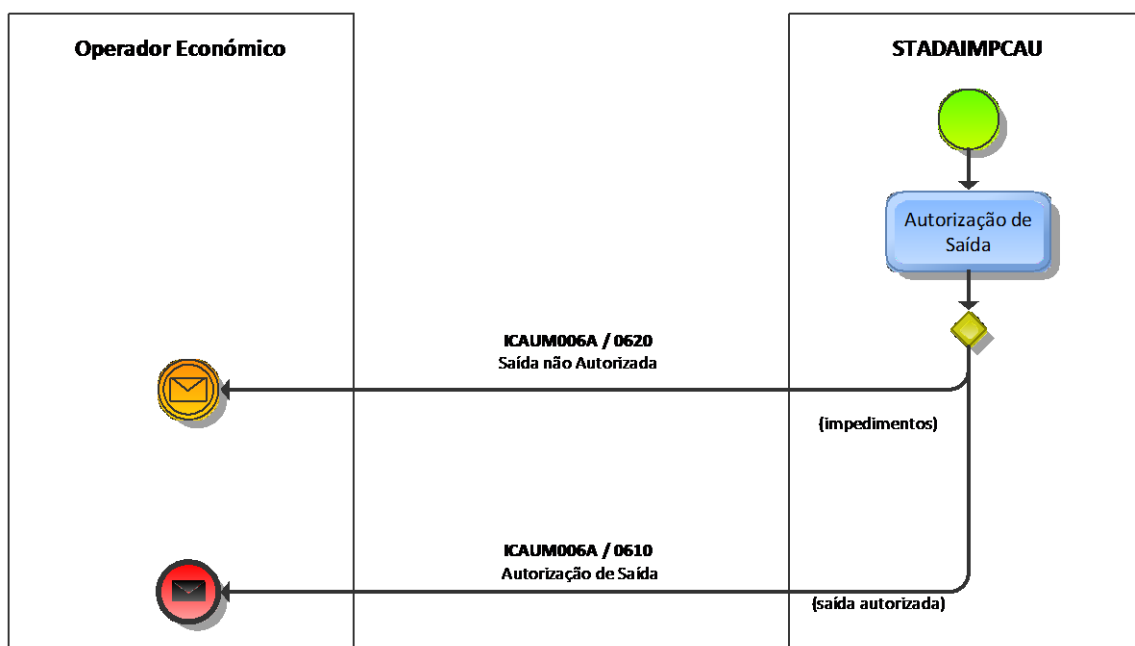 Operador Económico
STADAIMPCAU
Autorização de
Saída
ICAUM006A / 0620
Saída não Autorizada
(impedimentos)
ICAUM006A / 0610
Autorização de Saída
(saída autorizada)